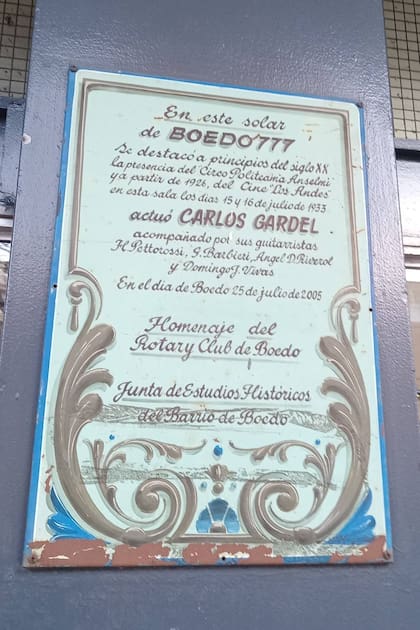 En este solar
de BOEDO 777
Se destacó a principios del siglo XX
la presencia del Circo Politeama Anselmi
y a partir de 1926, del Cine "Los Andes"
en esta sala los dias 15 y 16 de julio de 1933
actuó CARLOS GARDEL
acompañado por sus guitarristas
H. Pettorossi, G. Barbieri, Angel D. Riverol
y Domingo J. Vivas
En el dia de Boedo 25 de julio de 2005
Homenaje del
Rotary Club de Boedo
Junta de Estudios Históricos
del Barrio de Boedo